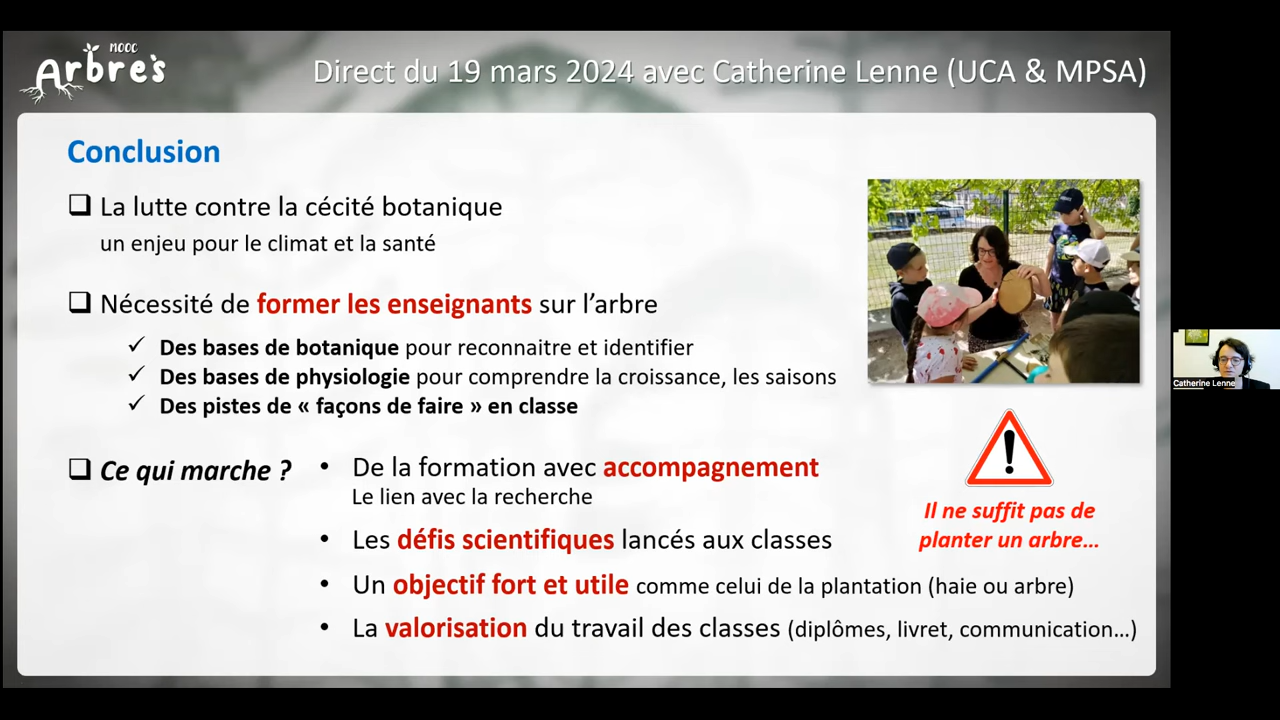 MOOC
Arbres
Direct du 19 mars 2024 avec Catherine Lenne (UCA & MPSA)
Conclusion
La lutte contre la cécité botanique
un enjeu pour le climat et la santé
Nécessité de former les enseignants sur l’arbre
Des bases de botanique pour reconnaitre et identifier
Des bases de physiologie pour comprendre la croissance, les saisons
Des pistes de « façons de faire » en classe
Ce qui marche ?
• De la formation avec accompagnement
Le lien avec la recherche
• Les défis scientifiques lancés aux classes
• Un objectif fort et utile comme celui de la plantation (haie ou arbre)
• La valorisation du travail des classes (diplômes, livret, communication…)
!
Il ne suffit pas de
planter un arbre…
Catherine Lenne